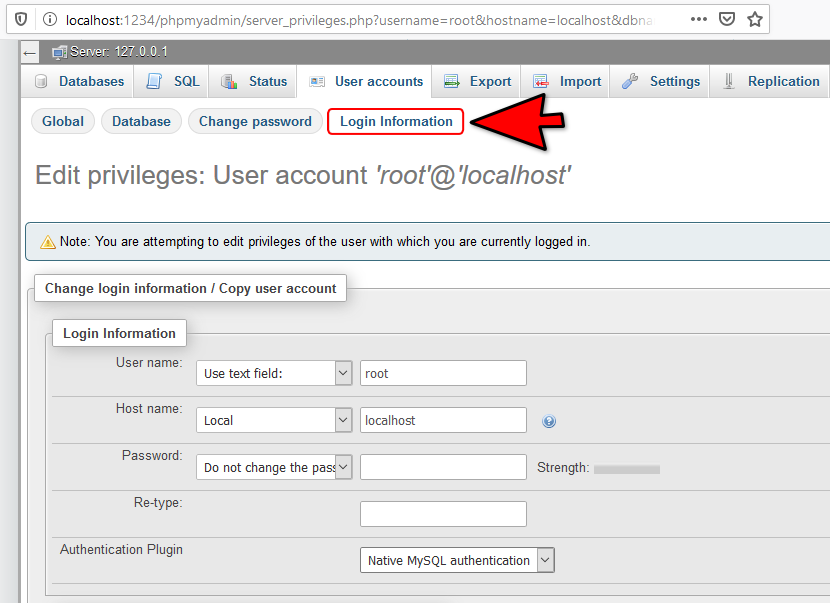 localhost:1234/phpmyadmin/server_privileges.php?username=root&hostname=localhost&dbna
Server: 127.0.0.1
Databases SQL Status User accounts Export Import Settings Replication
Global Database Change password Login Information
Edit privileges: User account 'root'@'localhost'
Note: You are attempting to edit privileges of the user with which you are currently logged in.
Change login information / Copy user account
Login Information
User name: Use text field: root
Host name: Local localhost
Password: Do not change the pas Strength:
Re-type:
Authentication Plugin Native MySQL authentication